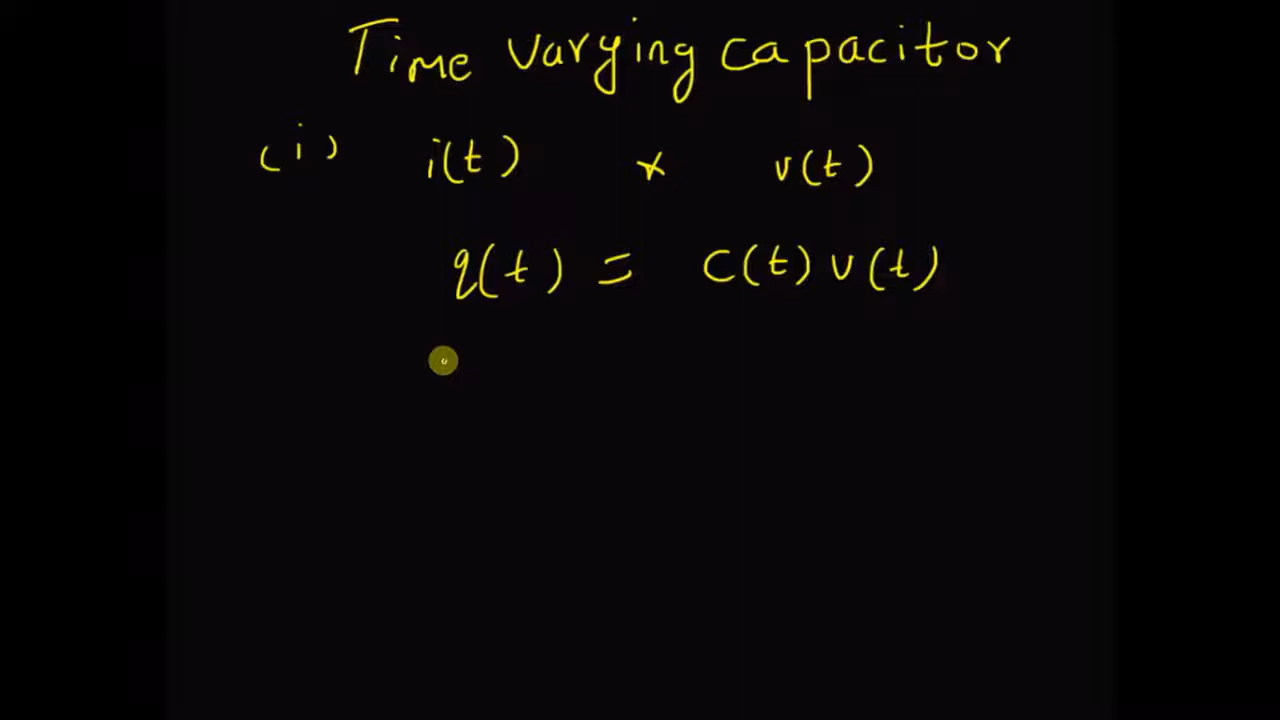 Time varying capacitor
(i) i(t) x v(t)
q(t) = C(t) v(t)